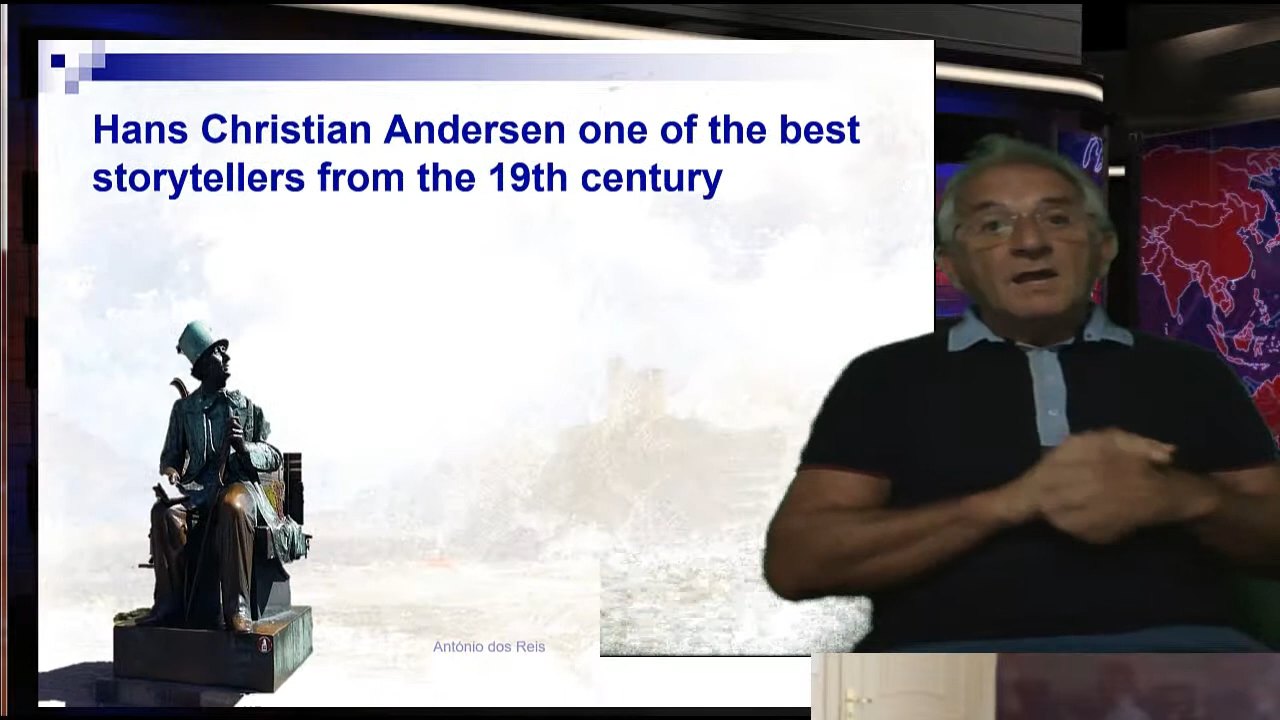 Hans Christian Andersen one of the best
storytellers from the 19th century
António dos Reis